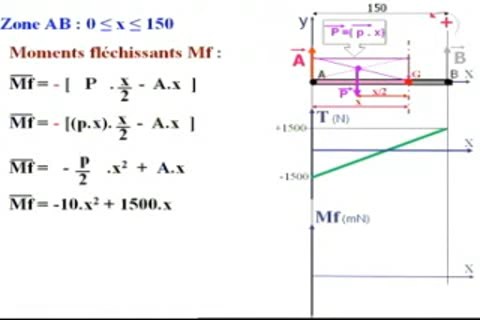 Zone AB : 0 ≤ x ≤ 150
Moments fléchissants Mf :
Mf = - [ P . x/2 - A.x ]
Mf = - [(p.x). x/2 - A.x ]
Mf = - p/2 .x² + A.x
Mf = -10.x² + 1500.x
150
y
+
P=( p . x)
A
B
A
G
B
X
P
x/2
x
T (N)
+1500
X
-1500
Mf (mN)
X